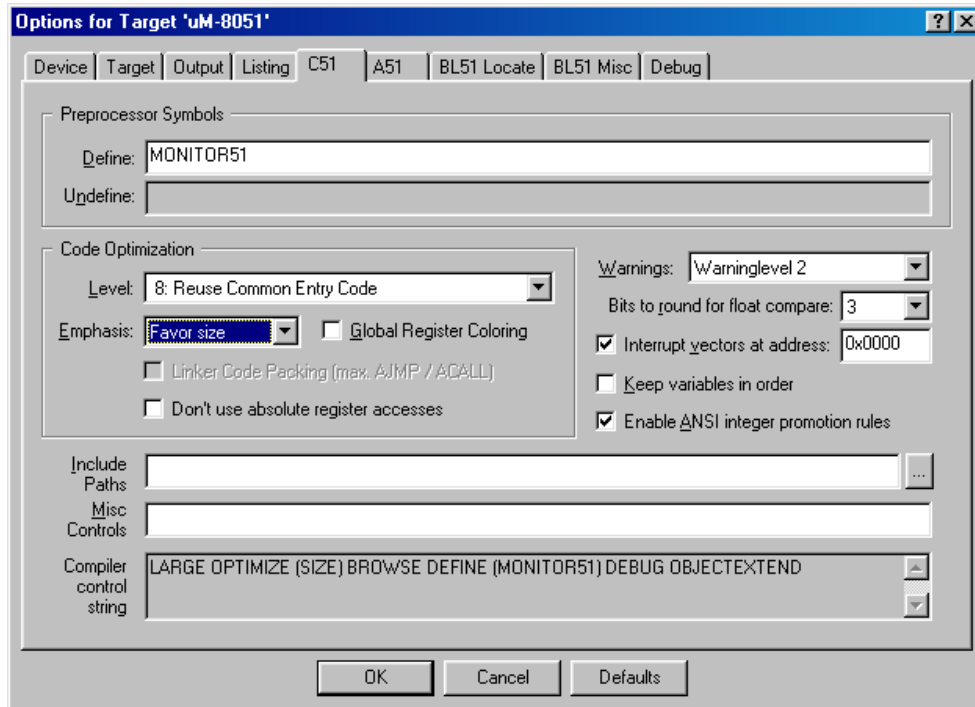 Options for Target 'uM-8051'
? X
Device Target Output Listing C51 A51 BL51 Locate BL51 Misc Debug
Preprocessor Symbols
Define: MONITOR51
Undefine:
Code Optimization
Level: 8: Reuse Common Entry Code
Emphasis: Favor size Global Register Coloring
Linker Code Packing (max. AJMP / ACALL)
Don't use absolute register accesses
Warnings: Warninglevel 2
Bits to round for float compare: 3
Interrupt vectors at address: 0x0000
Keep variables in order
Enable ANSI integer promotion rules
Include
Paths
...
Misc
Controls
Compiler
control
string
LARGE OPTIMIZE (SIZE) BROWSE DEFINE (MONITOR51) DEBUG OBJECTEXTEND
OK Cancel Defaults